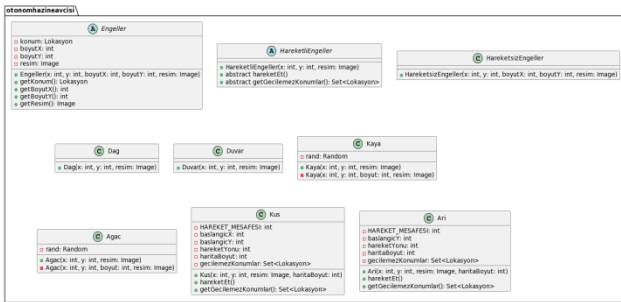 otonomhazineavcisi
A Engeller
konum: Lokasyon
boyutX: int
boyutY: int
resim: Image
Engeller(x: int, y: int, boyutX: int, boyutY: int, resim: Image)
getKonum(): Lokasyon
getBoyutX(): int
getBoyutY(): int
getResim(): Image
A HareketliEngeller
HareketliEngeller(x: int, y: int, resim: Image)
abstract hareketEt()
abstract getGecilemezKonumlar(): Set<Lokasyon>
C HareketsizEngeller
HareketsizEngeller(x: int, y: int, boyutX: int, boyutY: int, resim: Image)
C Dag
Dag(x: int, y: int, resim: Image)
C Duvar
Duvar(x: int, y: int, resim: Image)
C Kaya
rand: Random
Kaya(x: int, y: int, resim: Image)
Kaya(x: int, y: int, boyut: int, resim: Image)
C Agac
rand: Random
Agac(x: int, y: int, resim: Image)
Agac(x: int, y: int, boyut: int, resim: Image)
C Kus
HAREKET_MESAFESI: int
baslangicX: int
baslangicY: int
hareketYonu: int
haritaBoyut: int
gecilemezKonumlar: Set<Lokasyon>
Kus(x: int, y: int, resim: Image, haritaBoyut: int)
hareketEt()
getGecilemezKonumlar(): Set<Lokasyon>
C Ari
HAREKET_MESAFESI: int
baslangicX: int
baslangicY: int
hareketYonu: int
haritaBoyut: int
gecilemezKonumlar: Set<Lokasyon>
Ari(x: int, y: int, resim: Image, haritaBoyut: int)
hareketEt()
getGecilemezKonumlar(): Set<Lokasyon>